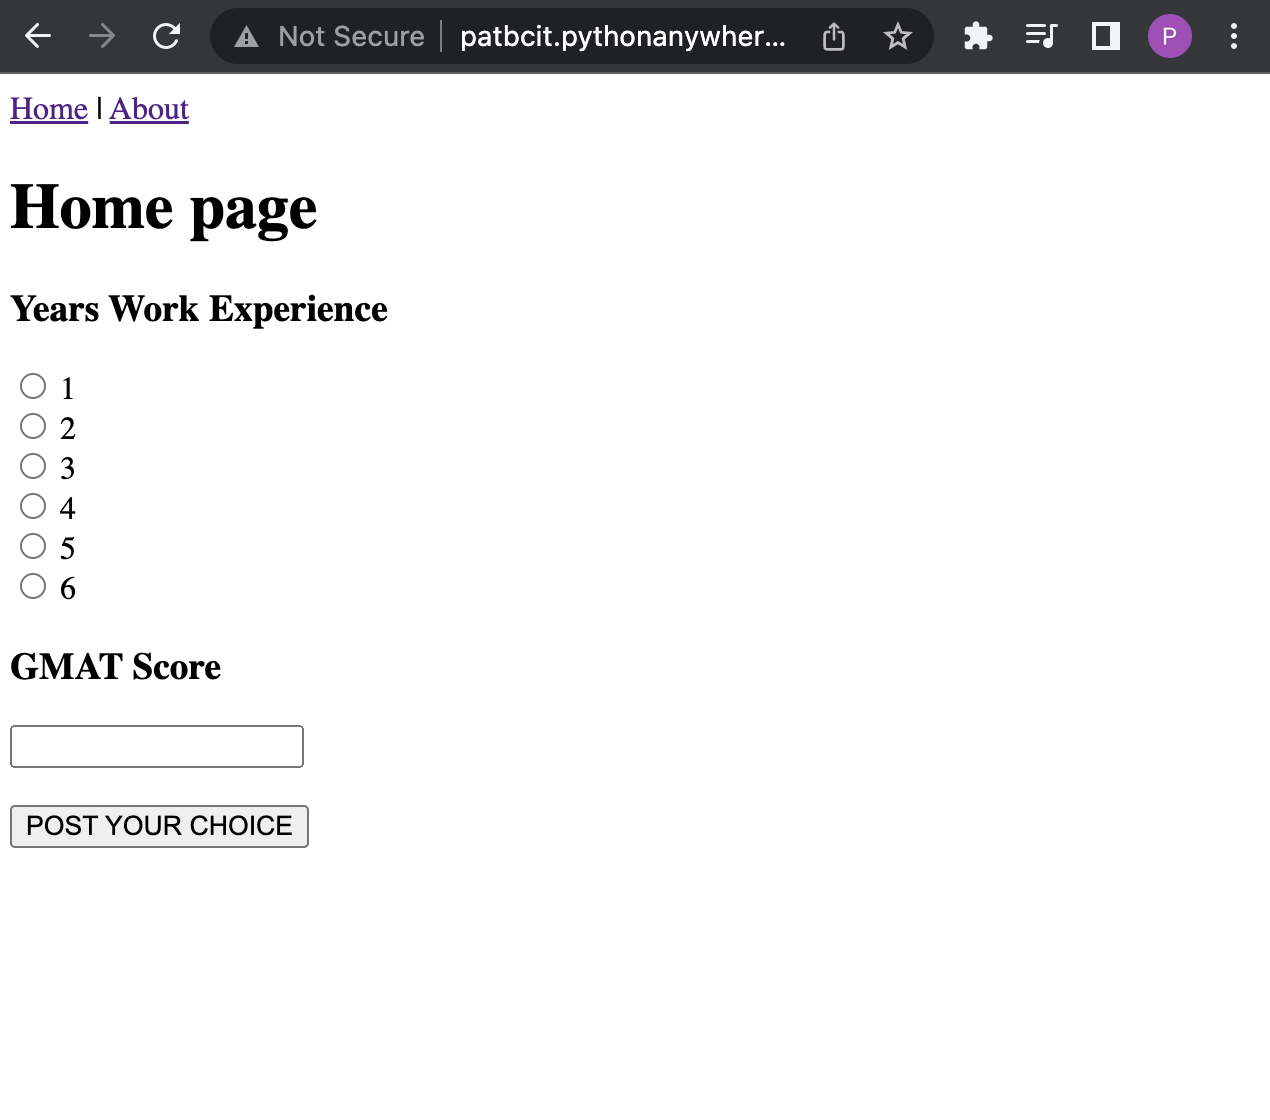 Not Secure | patbcit.pythonanywher...
P
Home | About
Home page
Years Work Experience
1
2
3
4
5
6
GMAT Score
POST YOUR CHOICE